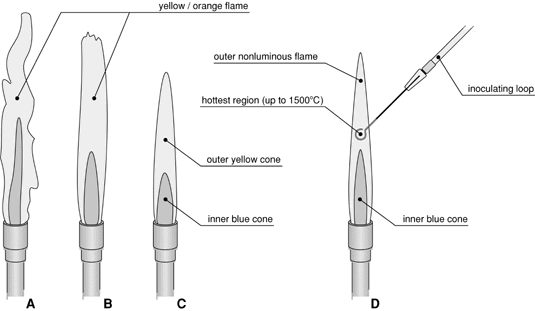 yellow / orange flame
outer nonluminous flame
inoculating loop
hottest region (up to 1500°C)
outer yellow cone
inner blue cone
inner blue cone
A
B
C
D